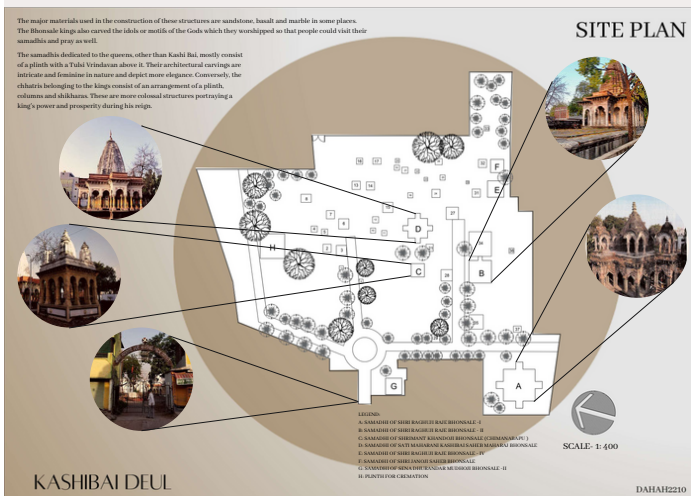 The major materials used in the construction of these structures are sandstone, basalt and marble in some places.
The Bhonsale kings also carved the idols or motifs of the Gods which they worshipped so that people could visit their
samadhis and pray as well.
The samadhis dedicated to the queens, other than Kashi Bai, mostly consist
of a plinth with a Tulsi Vrindavan above it. Their architectural carvings are
intricate and feminine in nature and depict more elegance. Conversely, the
chhatris belonging to the kings consist of an arrangement of a plinth,
columns and shikharas. These are more colossal structures portraying a
king's power and prosperity during his reign.
SITE PLAN
F
E
27
D
H
C
28
B
A
G
LEGEND:
A: SAMADHI OF SHRI RAGHUJI RAJE BHONSALE -I
B: SAMADHI OF SHRI RAGHUJI RAJE BHONSALE - II
C: SAMADHI OF SHRIMANT KHANDOJI BHONSALE (CHIMANABAPU )
D: SAMADHI OF SATI MAHARANI KASHIBAI SAHEB MAHARAJ BHONSALE
E: SAMADHI OF SHRI RAGHUJI RAJE BHONSALE - IV
F: SAMADHI OF SHRI JANOJI SAHEB BHONSALE
G: SAMADHI OF SENA DHURANDAR MUDHOJI BHONSALE -II
H: PLINTH FOR CREMATION
SCALE- 1: 400
KASHIBAI DEUL
DAHAH2210